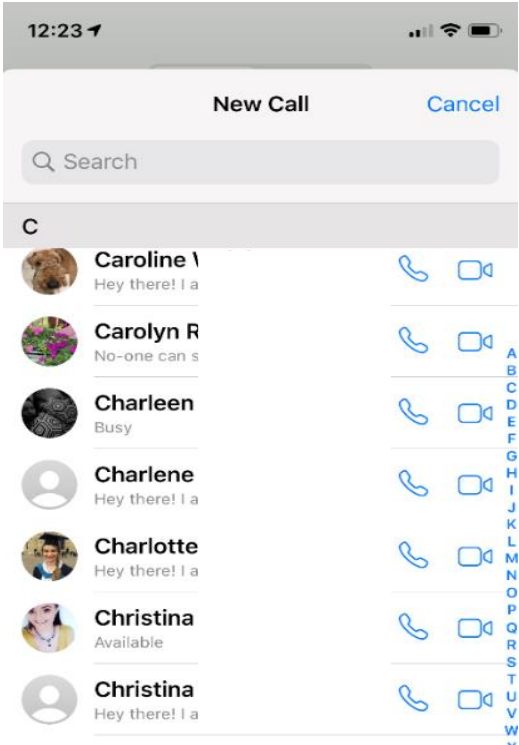 12:23
New Call
Cancel
Search
C
Caroline
Hey there! I a
Carolyn R
No-one can s
Charleen
Busy
Charlene
Hey there! I a
Charlotte
Hey there! I a
Christina
Available
Christina
Hey there! I a
A
B
C
D
E
F
G
H
I
J
K
L
M
N
O
P
Q
R
S
T
U
V
W